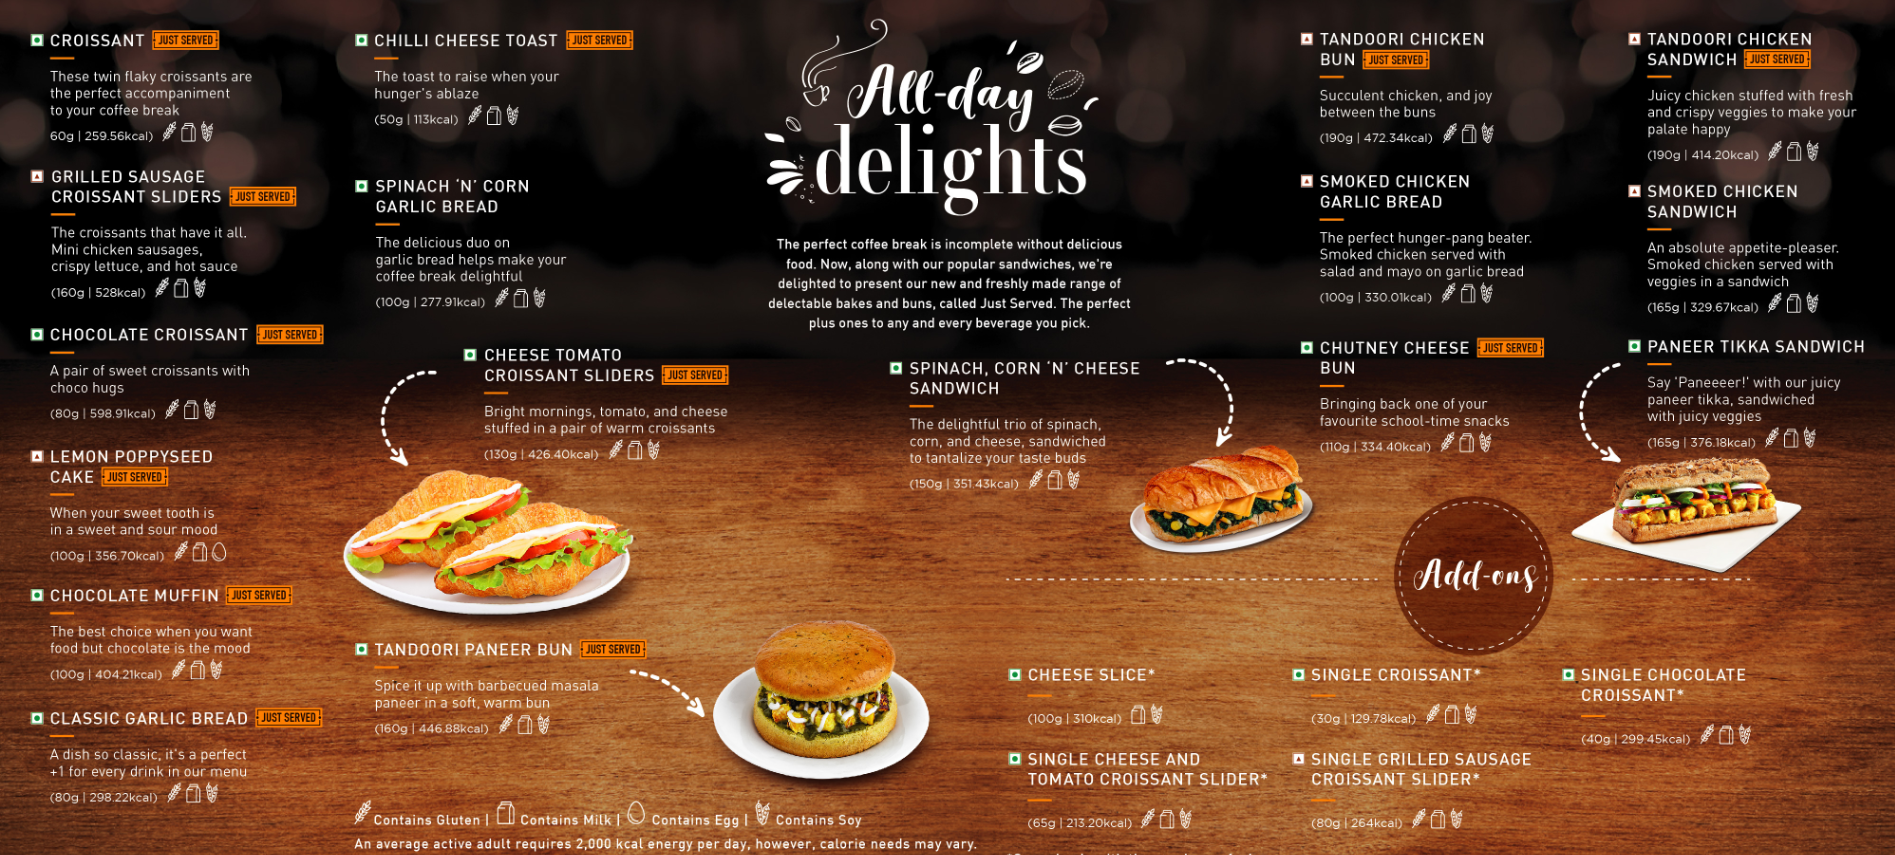 CROISSANT JUST SERVED
These twin flaky croissants are
the perfect accompaniment
to your coffee break
60g | 259.56kcal)
GRILLED SAUSAGE
CROISSANT SLIDERS JUST SERVED
The croissants that have it all.
Mini chicken sausages,
crispy lettuce, and hot sauce
(160g | 528kcal)
CHOCOLATE CROISSANT JUST SERVED
A pair of sweet croissants with
choco hugs
(80g | 598.91kcal)
LEMON POPPYSEED
CAKE JUST SERVED
When your sweet tooth is
in a sweet and sour mood
(100g | 356.70kcal)
CHOCOLATE MUFFIN JUST SERVED
The best choice when you want
food but chocolate is the mood
(100g | 404.21kcal)
CLASSIC GARLIC BREAD JUST SERVED
A dish so classic, it's a perfect
+1 for every drink in our menu
(80g | 298.22kcal)
CHILLI CHEESE TOAST JUST SERVED
The toast to raise when your
hunger's ablaze
(50g | 113kcal)
SPINACH ‘N’ CORN
GARLIC BREAD
The delicious duo on
garlic bread helps make your
coffee break delightful
(100g | 277.91kcal)
CHEESE TOMATO
CROISSANT SLIDERS JUST SERVED
Bright mornings, tomato, and cheese
stuffed in a pair of warm croissants
(130g | 426.40kcal)
TANDOORI PANEER BUN JUST SERVED
Spice it up with barbecued masala
paneer in a soft, warm bun
(160g | 446.88kcal)
All-day
delights
The perfect coffee break is incomplete without delicious
food. Now, along with our popular sandwiches, we're
delighted to present our new and freshly made range of
delectable bakes and buns, called Just Served. The perfect
plus ones to any and every beverage you pick.
SPINACH, CORN ‘N’ CHEESE
SANDWICH
The delightful trio of spinach,
corn, and cheese, sandwiched
to tantalize your taste buds
(150g | 351.43kcal)
TANDOORI CHICKEN
BUN JUST SERVED
Succulent chicken, and joy
between the buns
(190g | 472.34kcal)
SMOKED CHICKEN
GARLIC BREAD
The perfect hunger-pang beater.
Smoked chicken served with
salad and mayo on garlic bread
(100g | 330.01kcal)
CHUTNEY CHEESE JUST SERVED
BUN
Bringing back one of your
favourite school-time snacks
(110g | 334.40kcal)
TANDOORI CHICKEN
SANDWICH JUST SERVED
Juicy chicken stuffed with fresh
and crispy veggies to make your
palate happy
(190g | 414.20kcal)
SMOKED CHICKEN
SANDWICH
An absolute appetite-pleaser.
Smoked chicken served with
veggies in a sandwich
(165g | 329.67kcal)
PANEER TIKKA SANDWICH
Say 'Paneeeer!' with our juicy
paneer tikka, sandwiched
with juicy veggies
(165g | 376.18kcal)
Add-ons
CHEESE SLICE*
(100g | 310kcal)
SINGLE CROISSANT*
(30g | 129.78kcal)
SINGLE CHOCOLATE
CROISSANT*
(40g | 299.45kcal)
SINGLE CHEESE AND
TOMATO CROISSANT SLIDER*
(65g | 213.20kcal)
SINGLE GRILLED SAUSAGE
CROISSANT SLIDER*
(80g | 264kcal)
Contains Gluten | Contains Milk | Contains Egg | Contains Soy
An average active adult requires 2,000 kcal energy per day, however, calorie needs may vary.